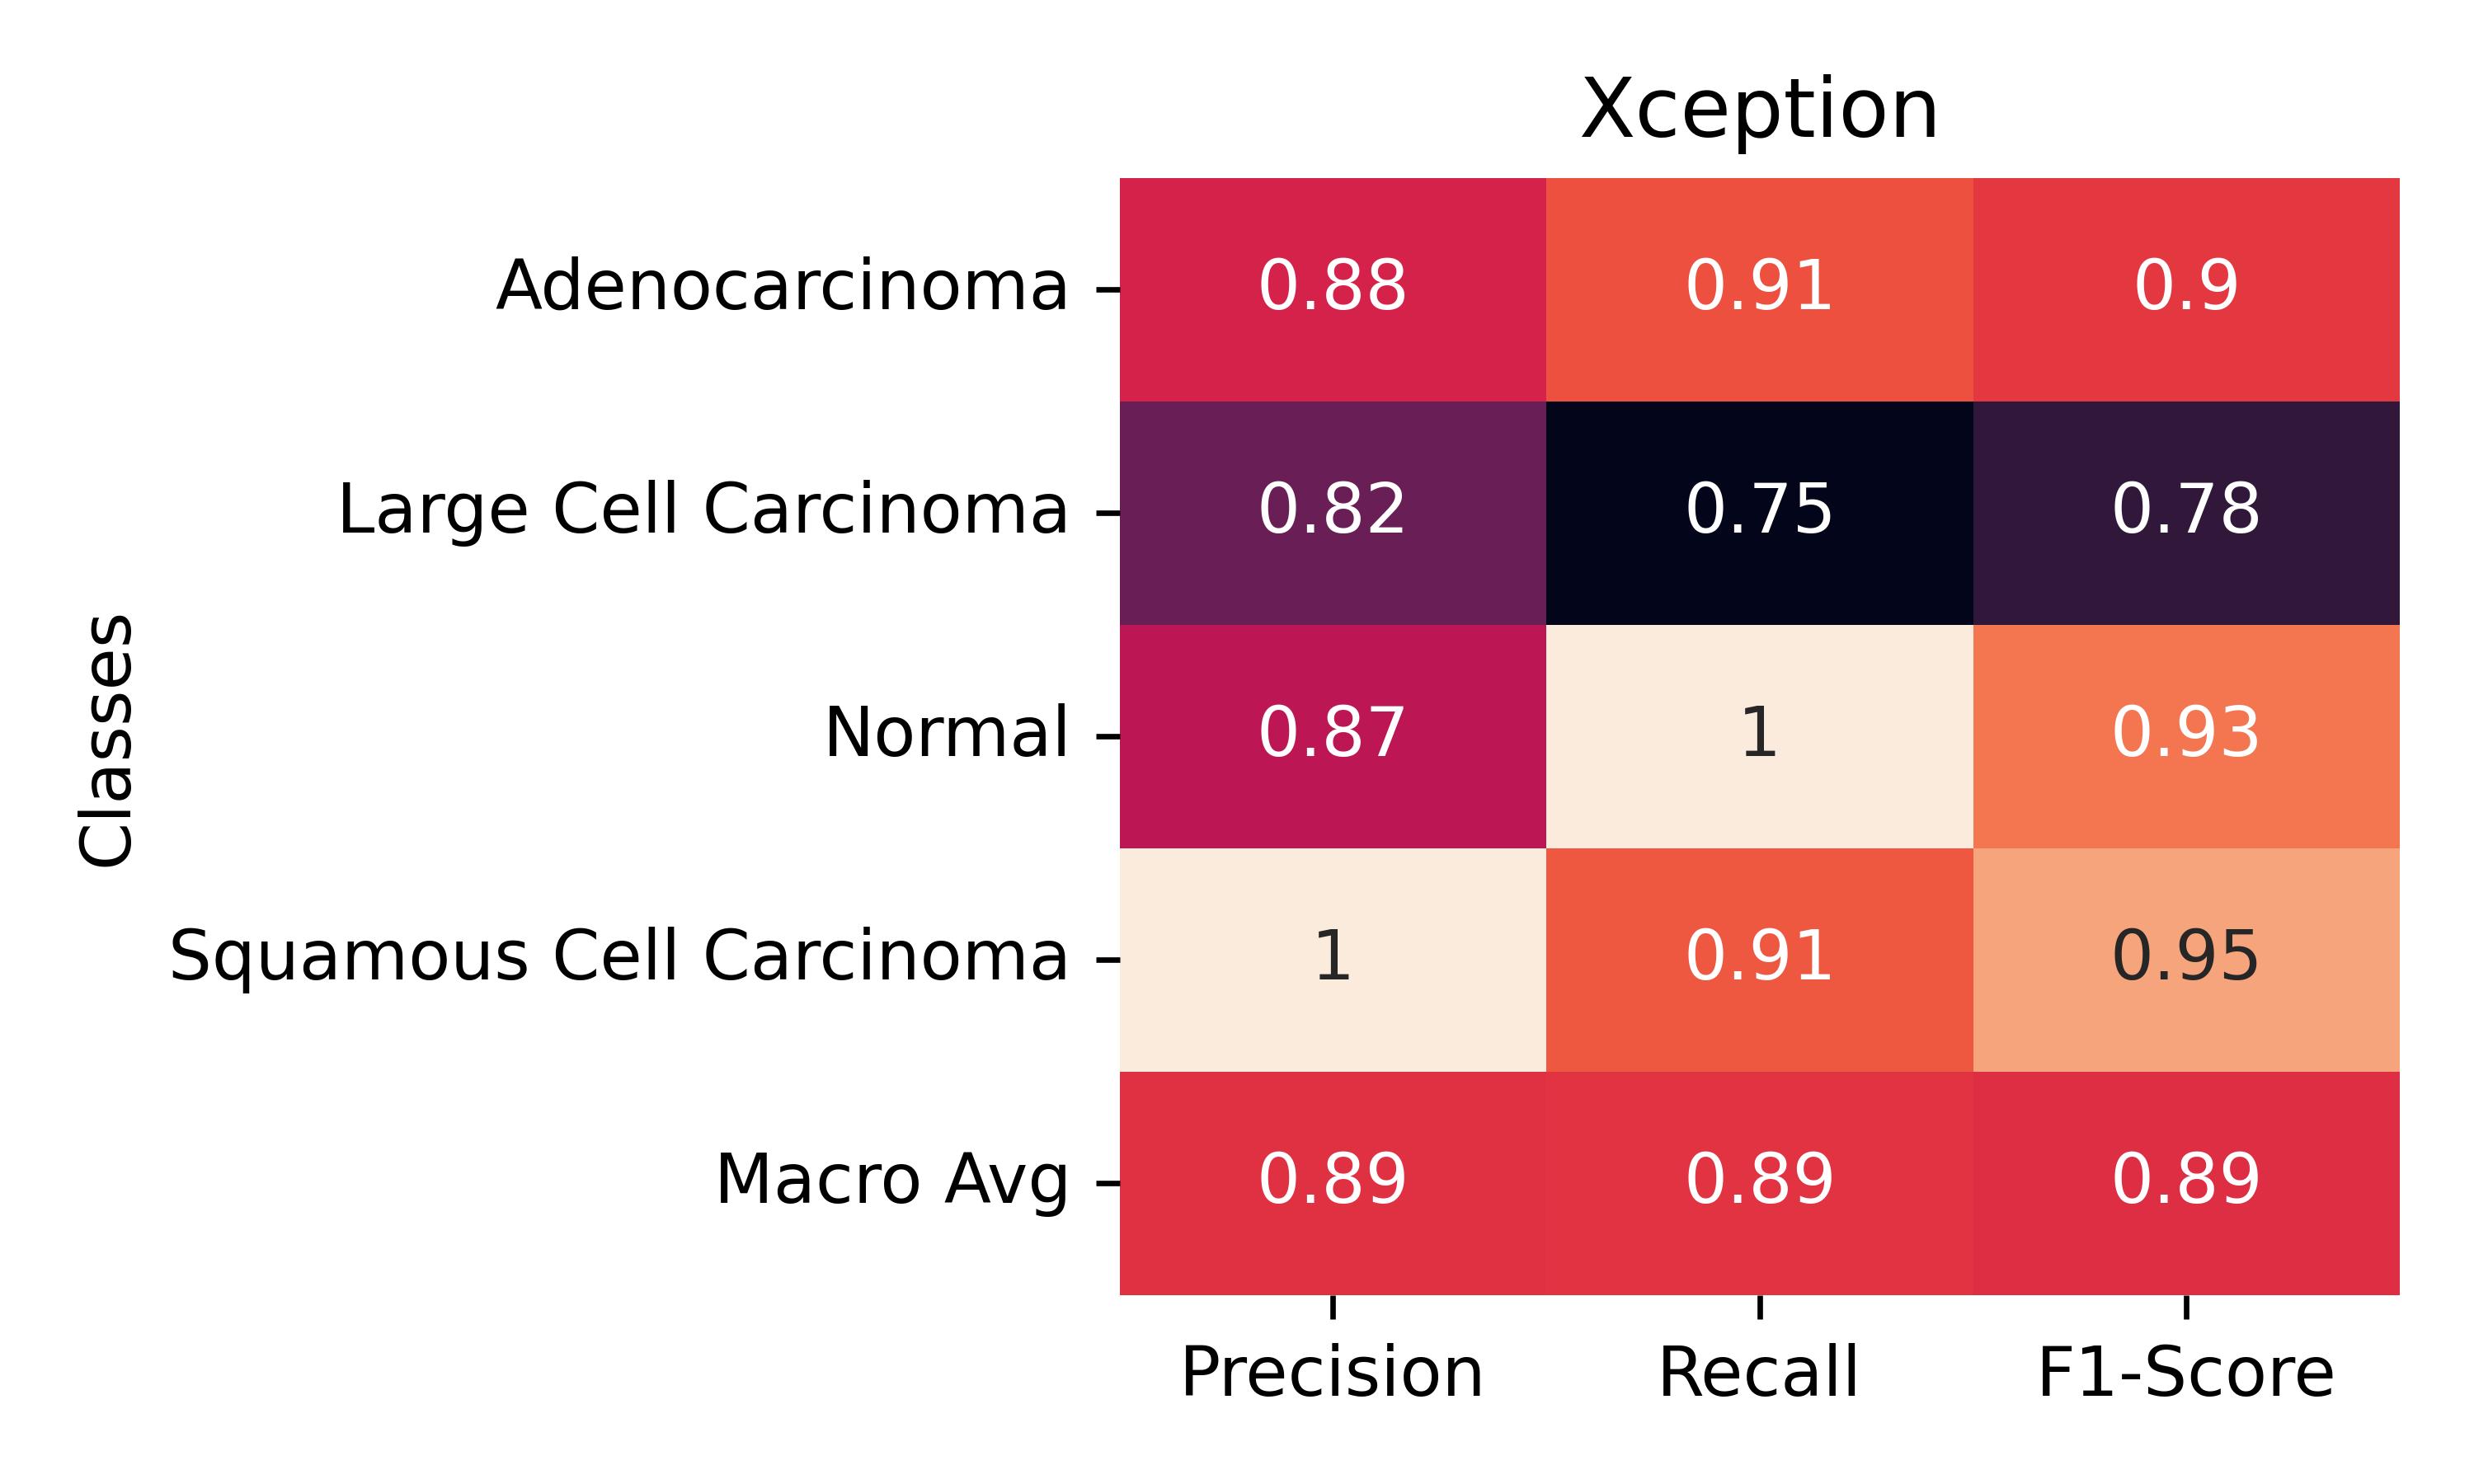 Xception
Classes
Adenocarcinoma 0.88 0.91 0.9
Large Cell Carcinoma 0.82 0.75 0.78
Normal 0.87 1 0.93
Squamous Cell Carcinoma 1 0.91 0.95
Macro Avg 0.89 0.89 0.89
Precision Recall F1-Score